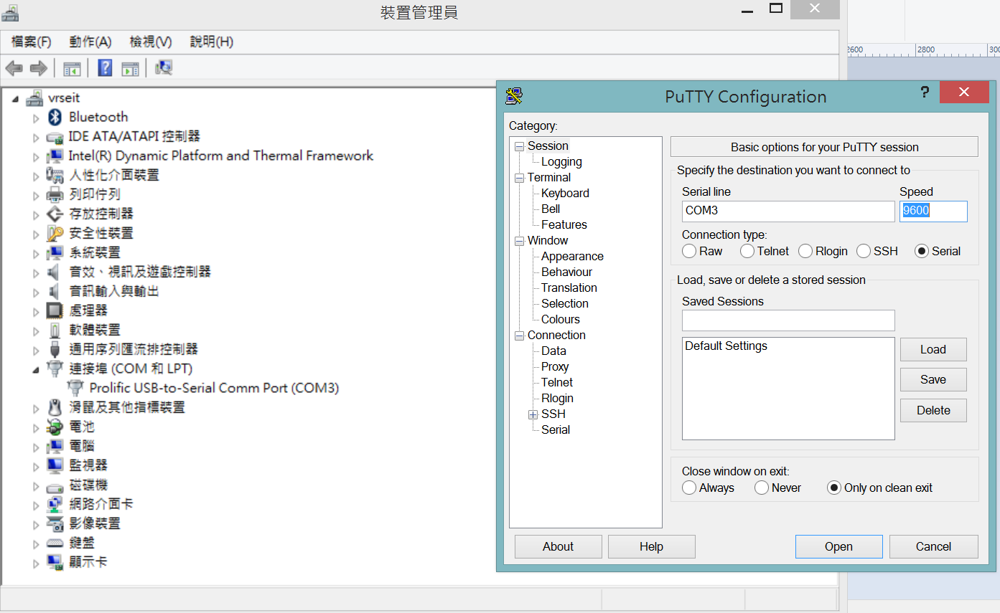 裝置管理員
檔案(F) 動作(A) 檢視(V) 說明(H)
vrseit
Bluetooth
IDE ATA/ATAPI 控制器
Intel(R) Dynamic Platform and Thermal Framework
人性化介面裝置
列印佇列
存放控制器
安全性裝置
系統裝置
音效、視訊及遊戲控制器
音訊輸入與輸出
處理器
軟體裝置
通用序列匯流排控制器
連接埠 (COM 和 LPT)
Prolific USB-to-Serial Comm Port (COM3)
滑鼠及其他指標裝置
電池
電腦
監視器
磁碟機
網路介面卡
影像裝置
鍵盤
顯示卡
2600 2800 300
PuTTY Configuration
?
Category:
Session
Logging
Terminal
Keyboard
Bell
Features
Window
Appearance
Behaviour
Translation
Selection
Colours
Connection
Data
Proxy
Telnet
Rlogin
SSH
Serial
Basic options for your PuTTY session
Specify the destination you want to connect to
Serial line Speed
COM3 9600
Connection type:
Raw Telnet Rlogin SSH Serial
Load, save or delete a stored session
Saved Sessions
Default Settings
Load
Save
Delete
Close window on exit:
Always Never Only on clean exit
About Help Open Cancel